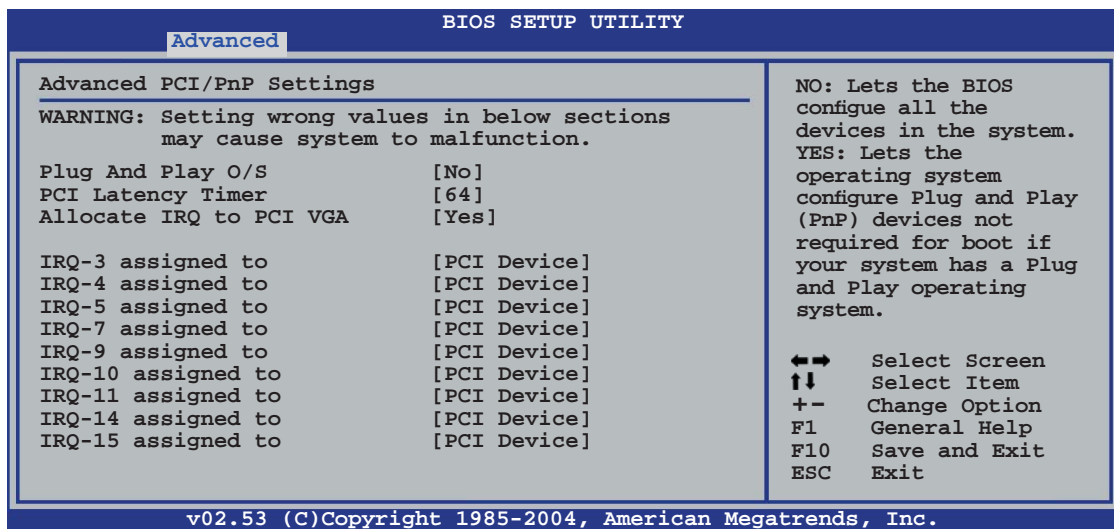 BIOS SETUP UTILITY
Advanced
Advanced PCI/PnP Settings
WARNING: Setting wrong values in below sections
may cause system to malfunction.
Plug And Play O/S [No]
PCI Latency Timer [64]
Allocate IRQ to PCI VGA [Yes]
IRQ-3 assigned to [PCI Device]
IRQ-4 assigned to [PCI Device]
IRQ-5 assigned to [PCI Device]
IRQ-7 assigned to [PCI Device]
IRQ-9 assigned to [PCI Device]
IRQ-10 assigned to [PCI Device]
IRQ-11 assigned to [PCI Device]
IRQ-14 assigned to [PCI Device]
IRQ-15 assigned to [PCI Device]
NO: Lets the BIOS
configue all the
devices in the system.
YES: Lets the
operating system
configure Plug and Play
(PnP) devices not
required for boot if
your system has a Plug
and Play operating
system.
←→ Select Screen
↑↓ Select Item
+- Change Option
F1 General Help
F10 Save and Exit
ESC Exit
v02.53 (C)Copyright 1985-2004, American Megatrends, Inc.